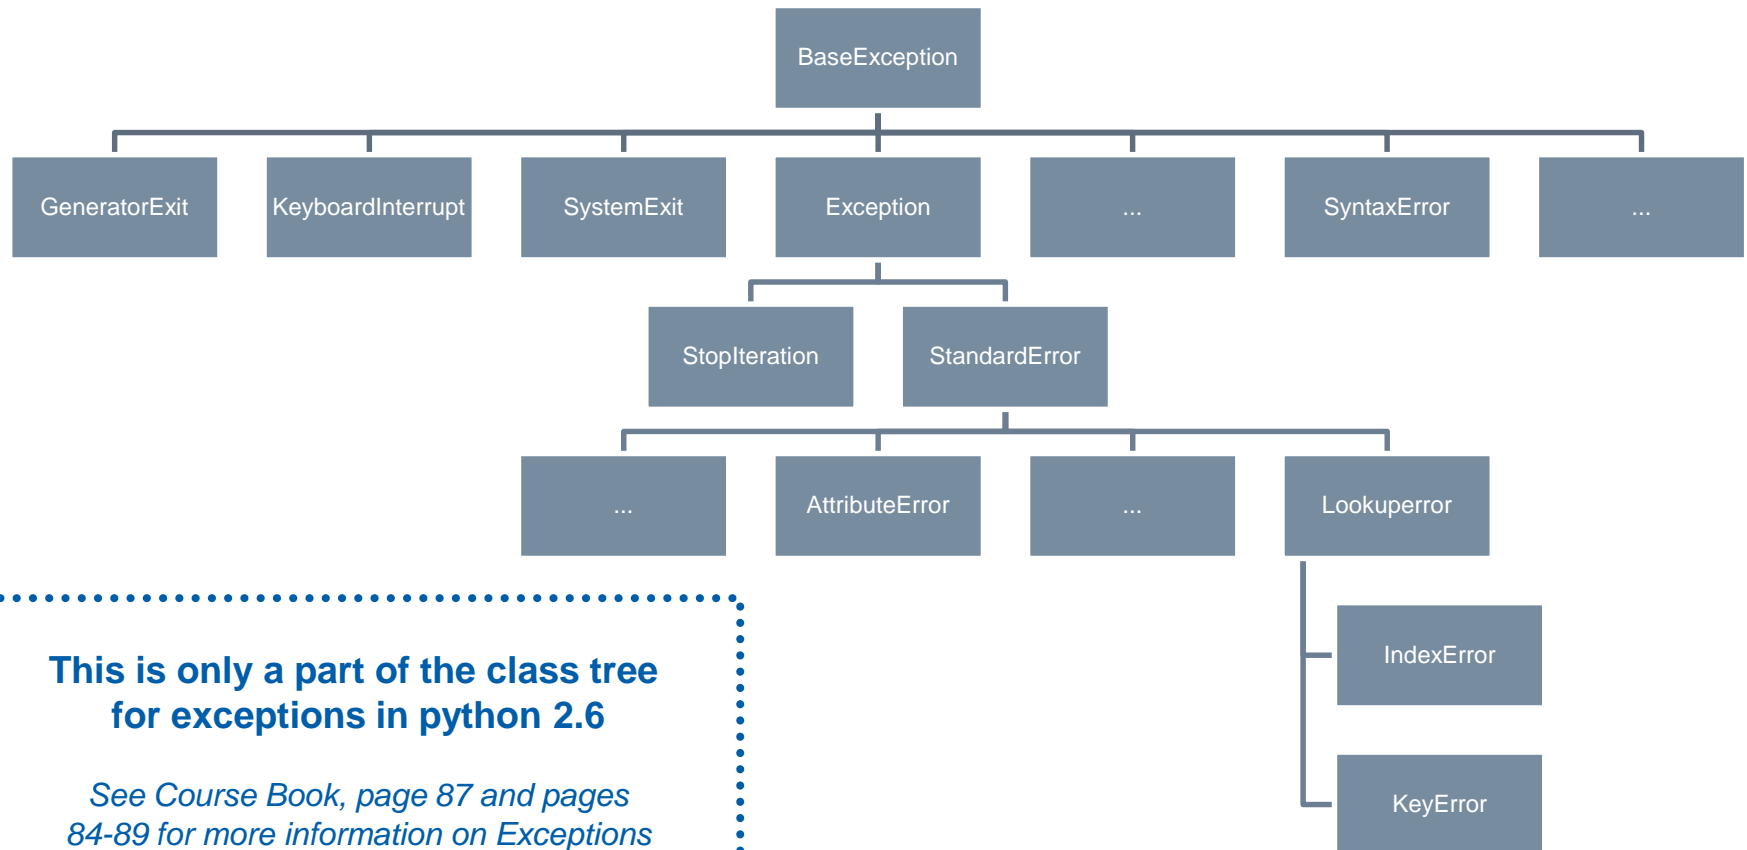 BaseException
GeneratorExit
KeyboardInterrupt
SystemExit
Exception
...
SyntaxError
...
StopIteration
StandardError
...
AttributeError
...
Lookuperror
IndexError
KeyError
This is only a part of the class tree
for exceptions in python 2.6
See Course Book, page 87 and pages
84-89 for more information on Exceptions